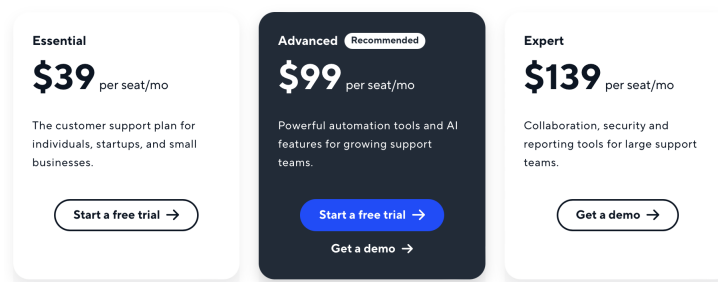 Essential
$39 per seat/mo
The customer support plan for
individuals, startups, and small
businesses.
Start a free trial →
Advanced Recommended
$99 per seat/mo
Powerful automation tools and AI
features for growing support
teams.
Start a free trial →
Get a demo →
Expert
$139 per seat/mo
Collaboration, security and
reporting tools for large support
teams.
Get a demo →